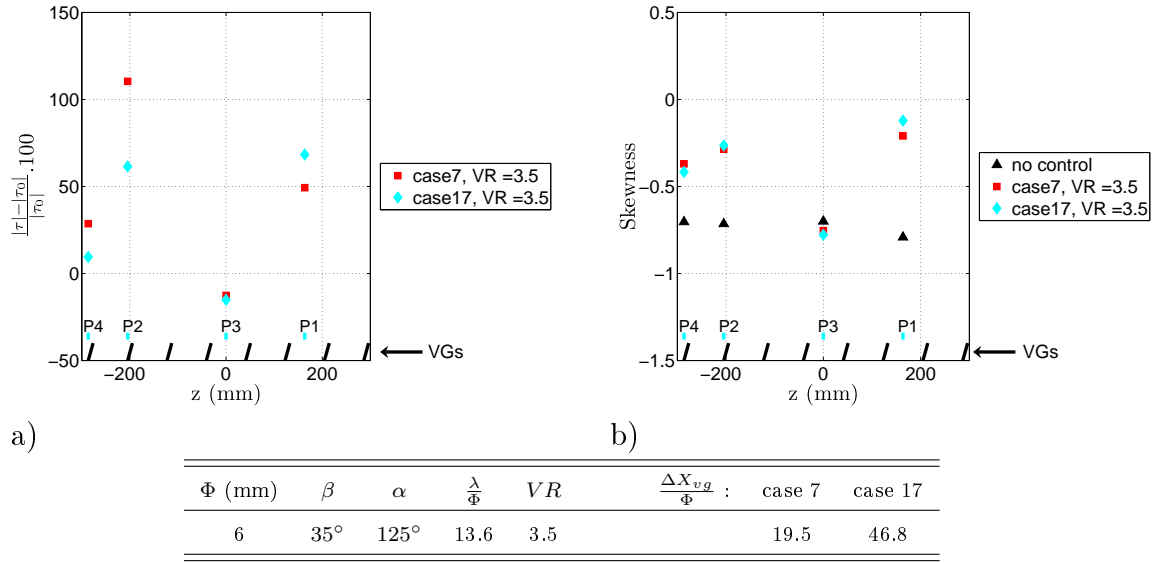 150
100
50
0
−50
|τ|−|τ₀| / |τ₀| .100
P4 P2 P3 P1
−200 0 200
z (mm)
VGs
case7, VR =3.5
case17, VR =3.5
a)
0.5
0
−0.5
−1
−1.5
Skewness
P4 P2 P3 P1
−200 0 200
z (mm)
VGs
no control
case7, VR =3.5
case17, VR =3.5
b)
Φ (mm) β α λ/Φ VR ΔX_vg/Φ : case 7 case 17
6 35° 125° 13.6 3.5 19.5 46.8